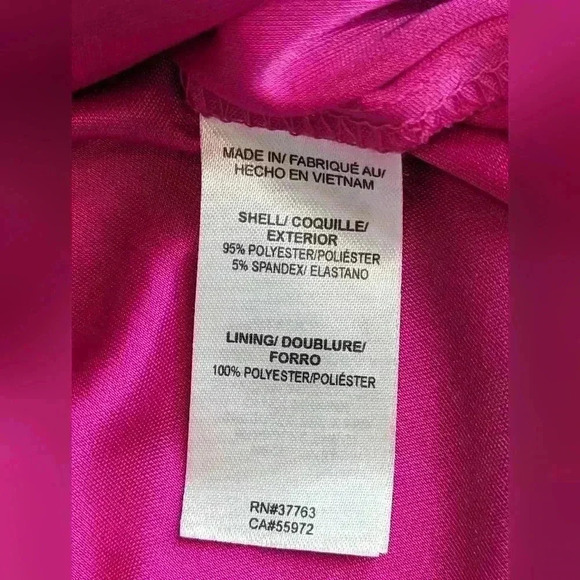 MADE IN/ FABRIQUÉ AU/
HECHO EN VIETNAM
SHELL/ COQUILLE/
EXTERIOR
95% POLYESTER/POLIÉSTER
5% SPANDEX/ ELASTANO
LINING/ DOUBLURE/
FORRO
100% POLYESTER/POLIÉSTER
RN#37763
CA#55972